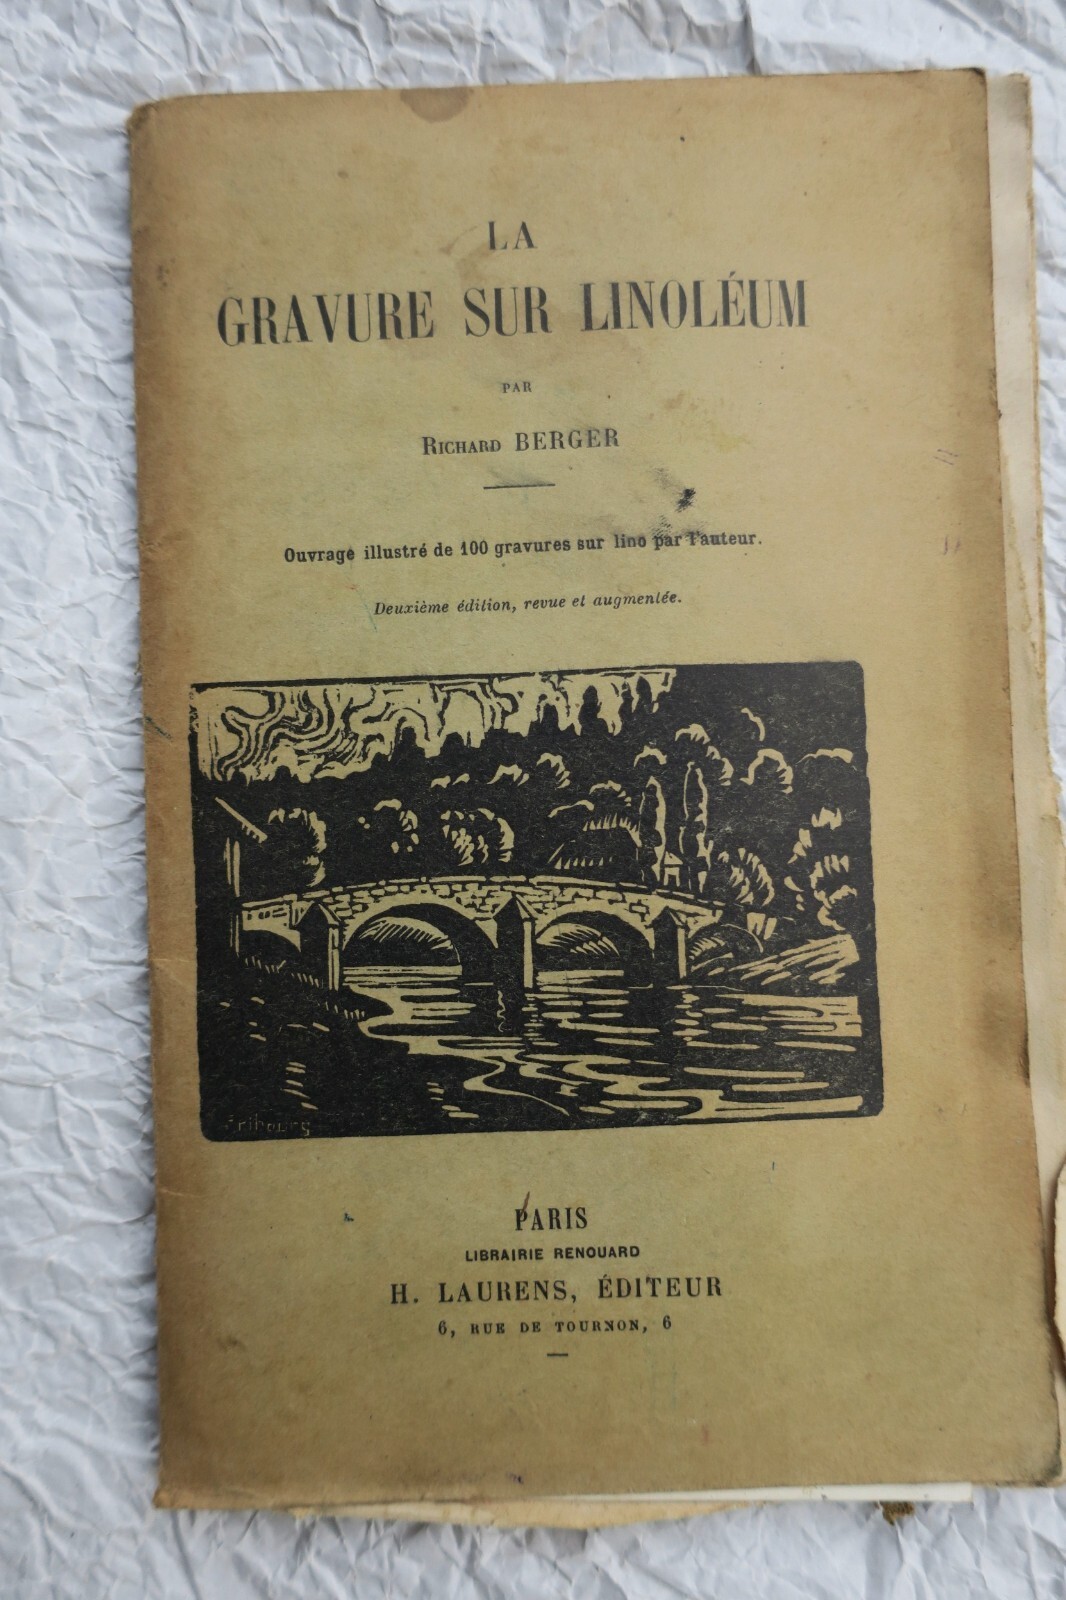 LA
GRAVURE SUR LINOLÉUM
PAR
RICHARD BERGER
Ouvrage illustré de 100 gravures sur lino par l'auteur.
Deuxième édition, revue et augmentée.
Fribourg
PARIS
LIBRAIRIE RENOUARD
H. LAURENS, ÉDITEUR
6, RUE DE TOURNON, 6